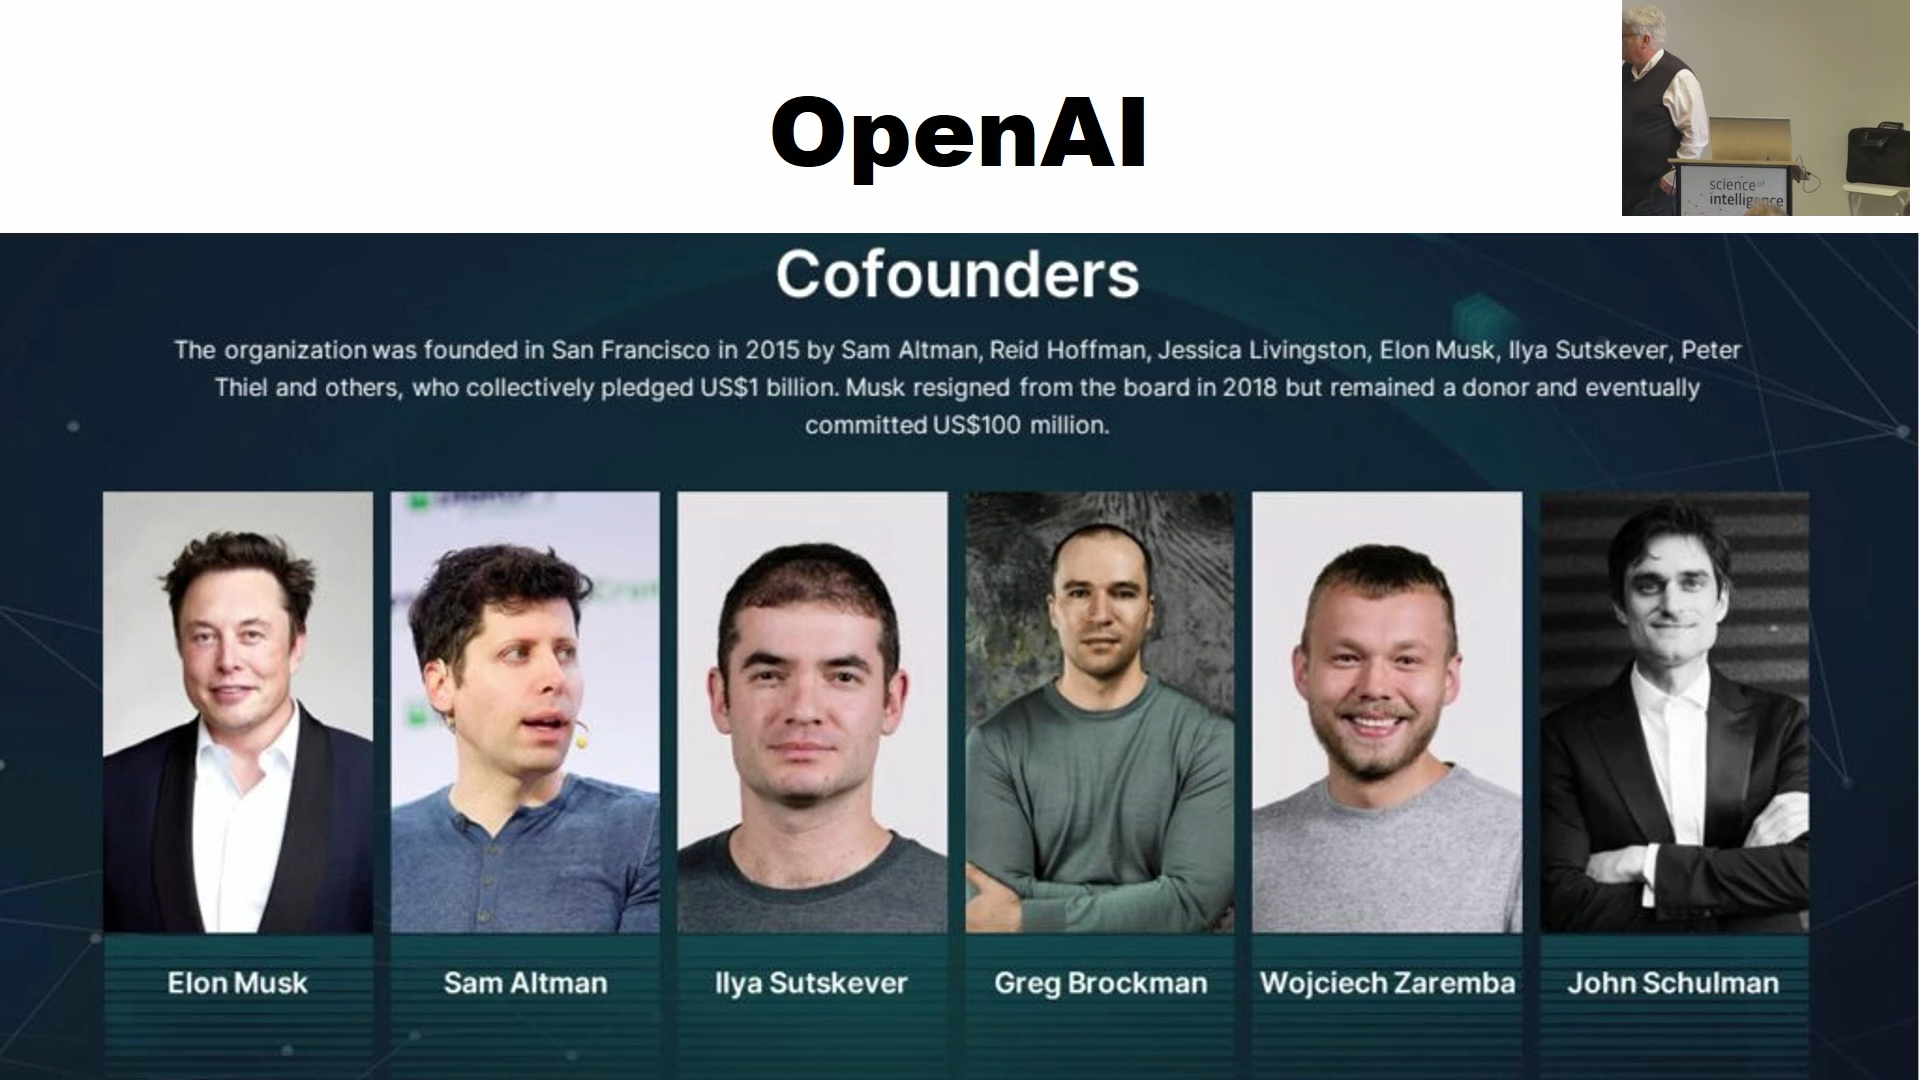 OpenAI
science of
intelligence
Cofounders
The organization was founded in San Francisco in 2015 by Sam Altman, Reid Hoffman, Jessica Livingston, Elon Musk, Ilya Sutskever, Peter
Thiel and others, who collectively pledged US$1 billion. Musk resigned from the board in 2018 but remained a donor and eventually
committed US$100 million.
Elon Musk
Sam Altman
Ilya Sutskever
Greg Brockman
Wojciech Zaremba
John Schulman